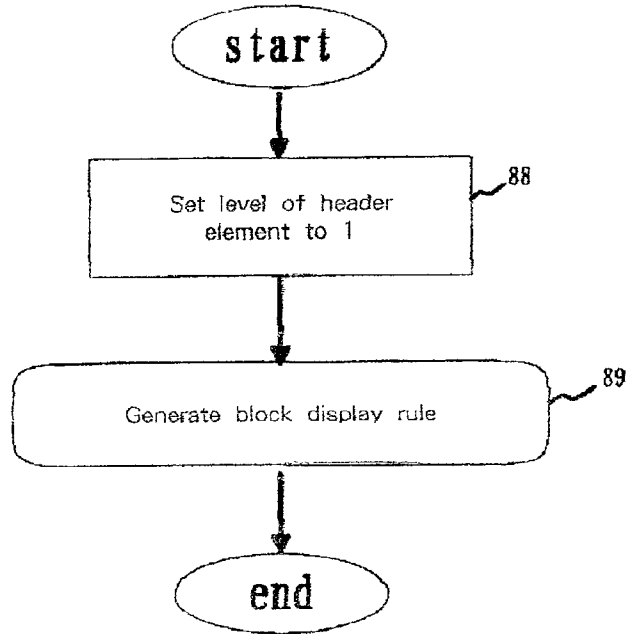 start
Set level of header
element to 1
88
Generate block display rule
89
end